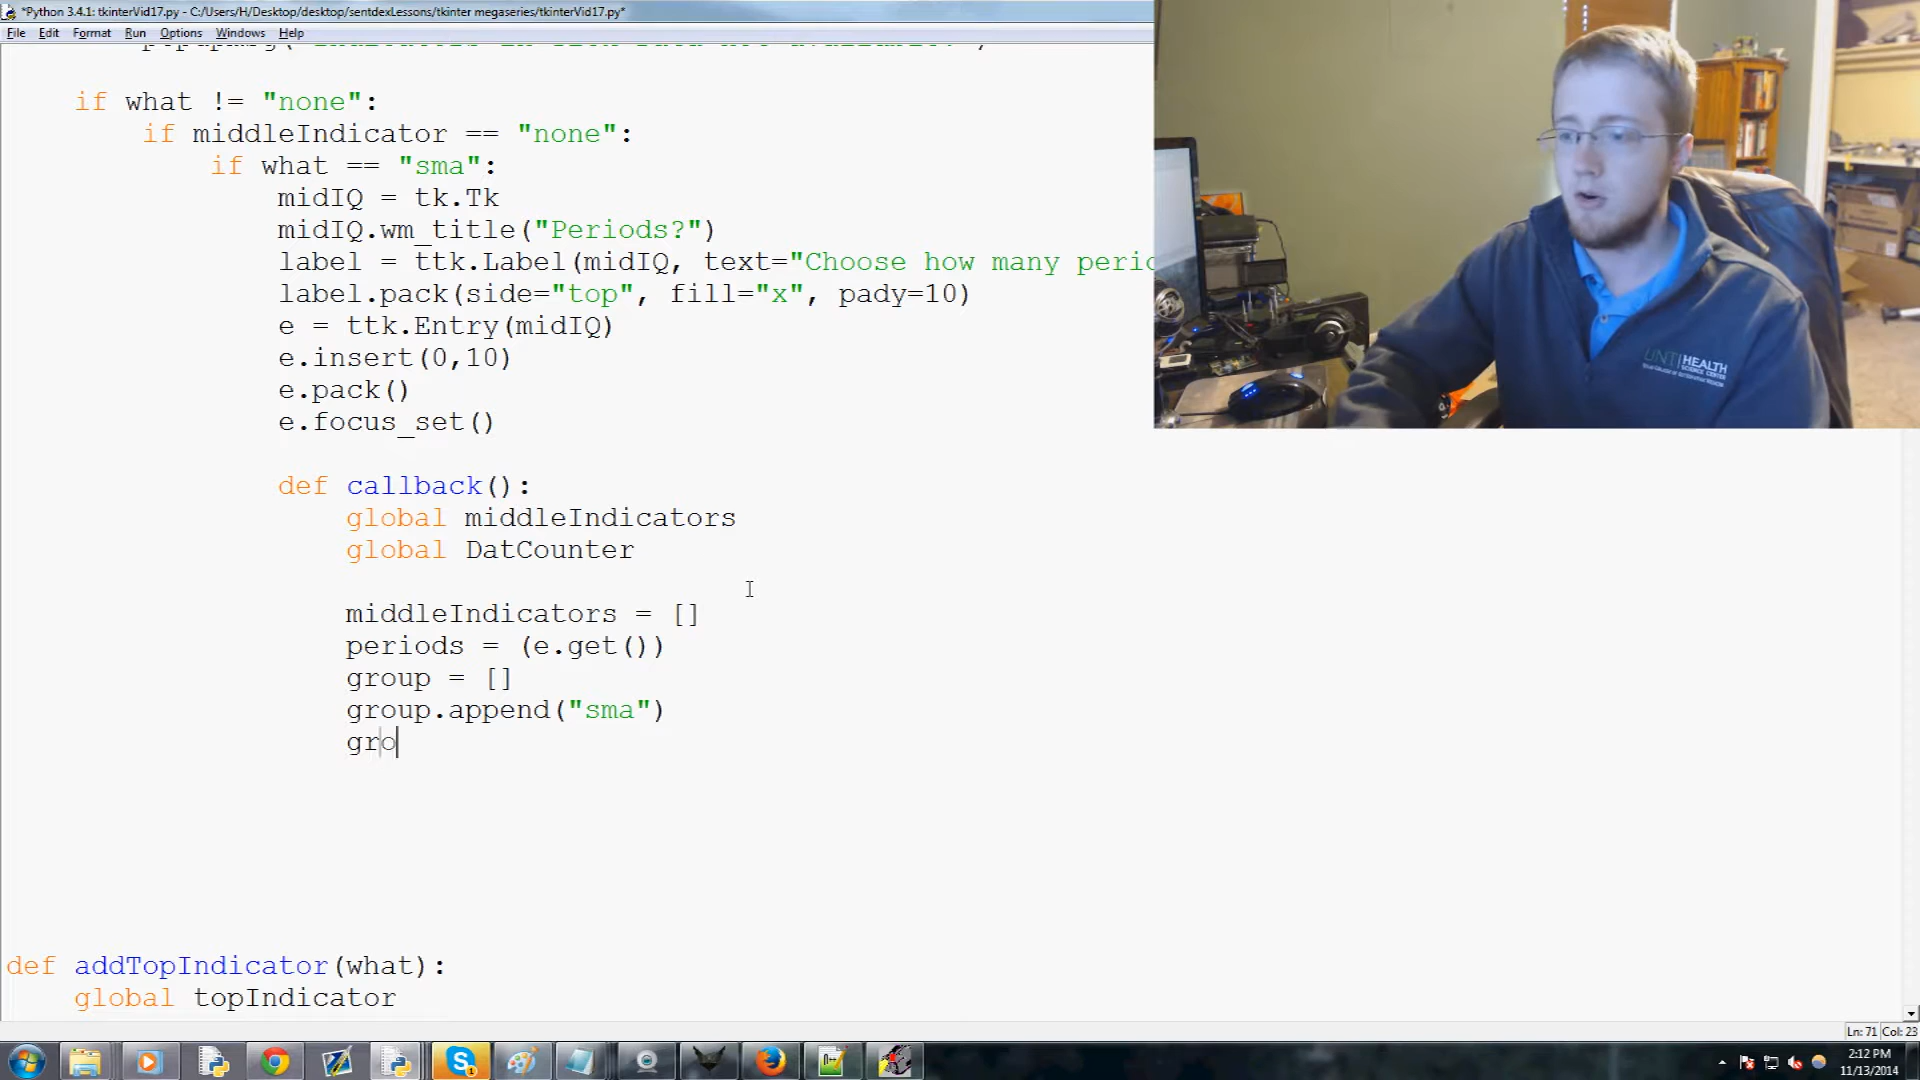 *Python 3.4.1: tkinterVid17.py - C:/Users/H/Desktop/desktop/sentdexLessons/tkinter megaseries/tkinterVid17.py*
File Edit Format Run Options Windows Help
if what != "none":
if middleIndicator == "none":
if what == "sma":
midIQ = tk.Tk
midIQ.wm_title("Periods?")
label = ttk.Label(midIQ, text="Choose how many
label.pack(side="top", fill="x", pady=10)
e = ttk.Entry(midIQ)
e.insert(0,10)
e.pack()
e.focus_set()
def callback():
global middleIndicators
global DatCounter
middleIndicators = []
periods = (e.get())
group = []
group.append("sma")
gro
def addTopIndicator(what):
global topIndicator
Ln: 71 Col: 23
2:12 PM
11/13/2014
UNT HEALTH